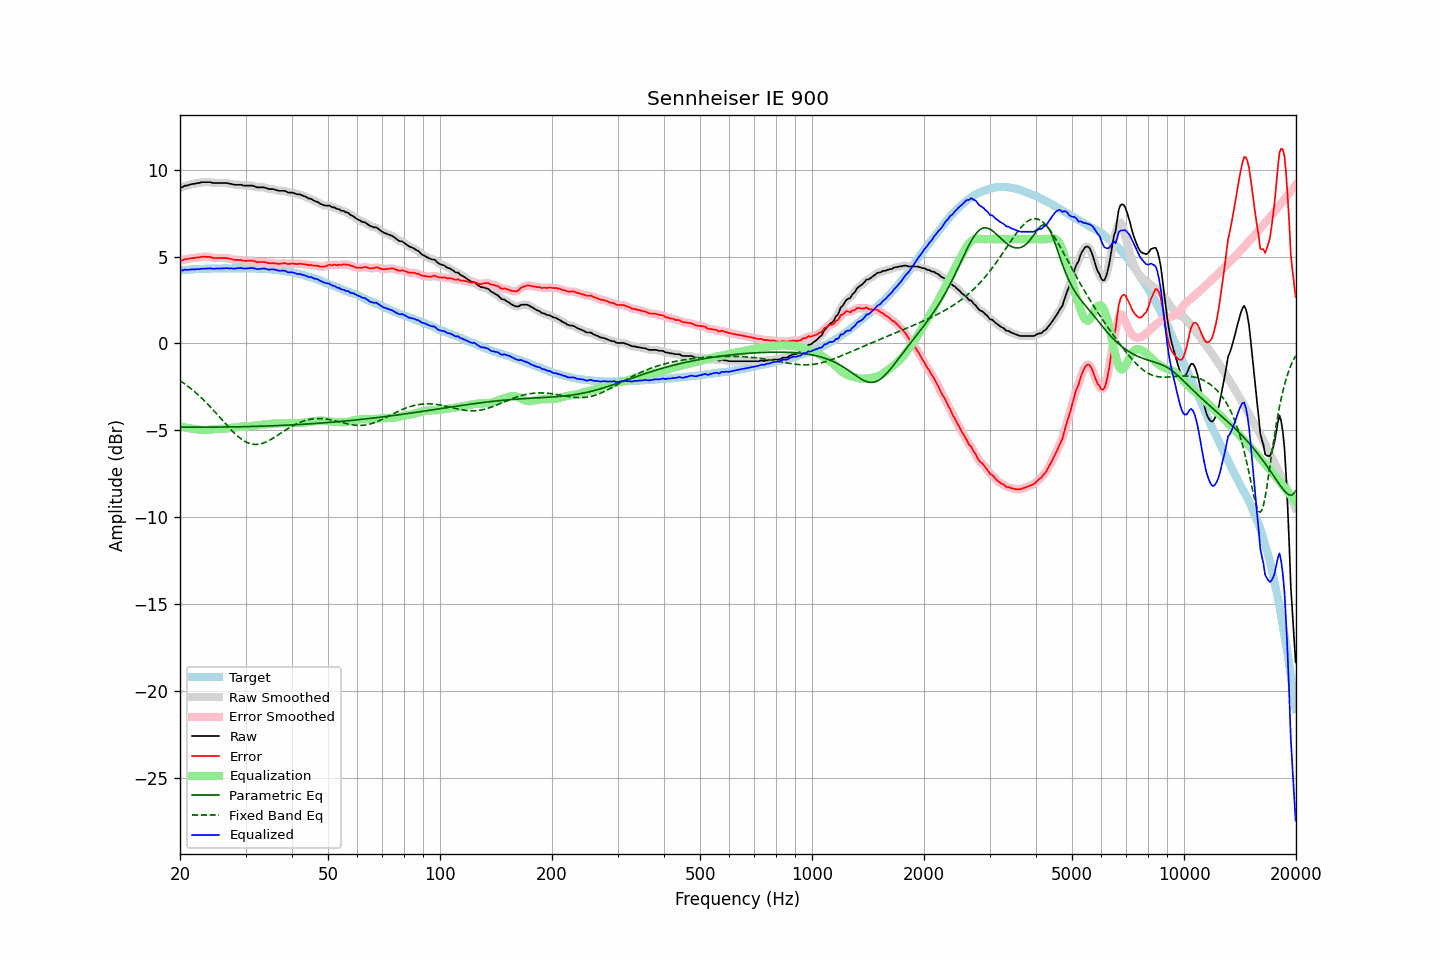 Sennheiser IE 900
Amplitude (dBr)
10
5
0
−5
−10
−15
−20
−25
Target
Raw Smoothed
Error Smoothed
Raw
Error
Equalization
Parametric Eq
Fixed Band Eq
Equalized
20 50 100 200 500 1000 2000 5000 10000 20000
Frequency (Hz)